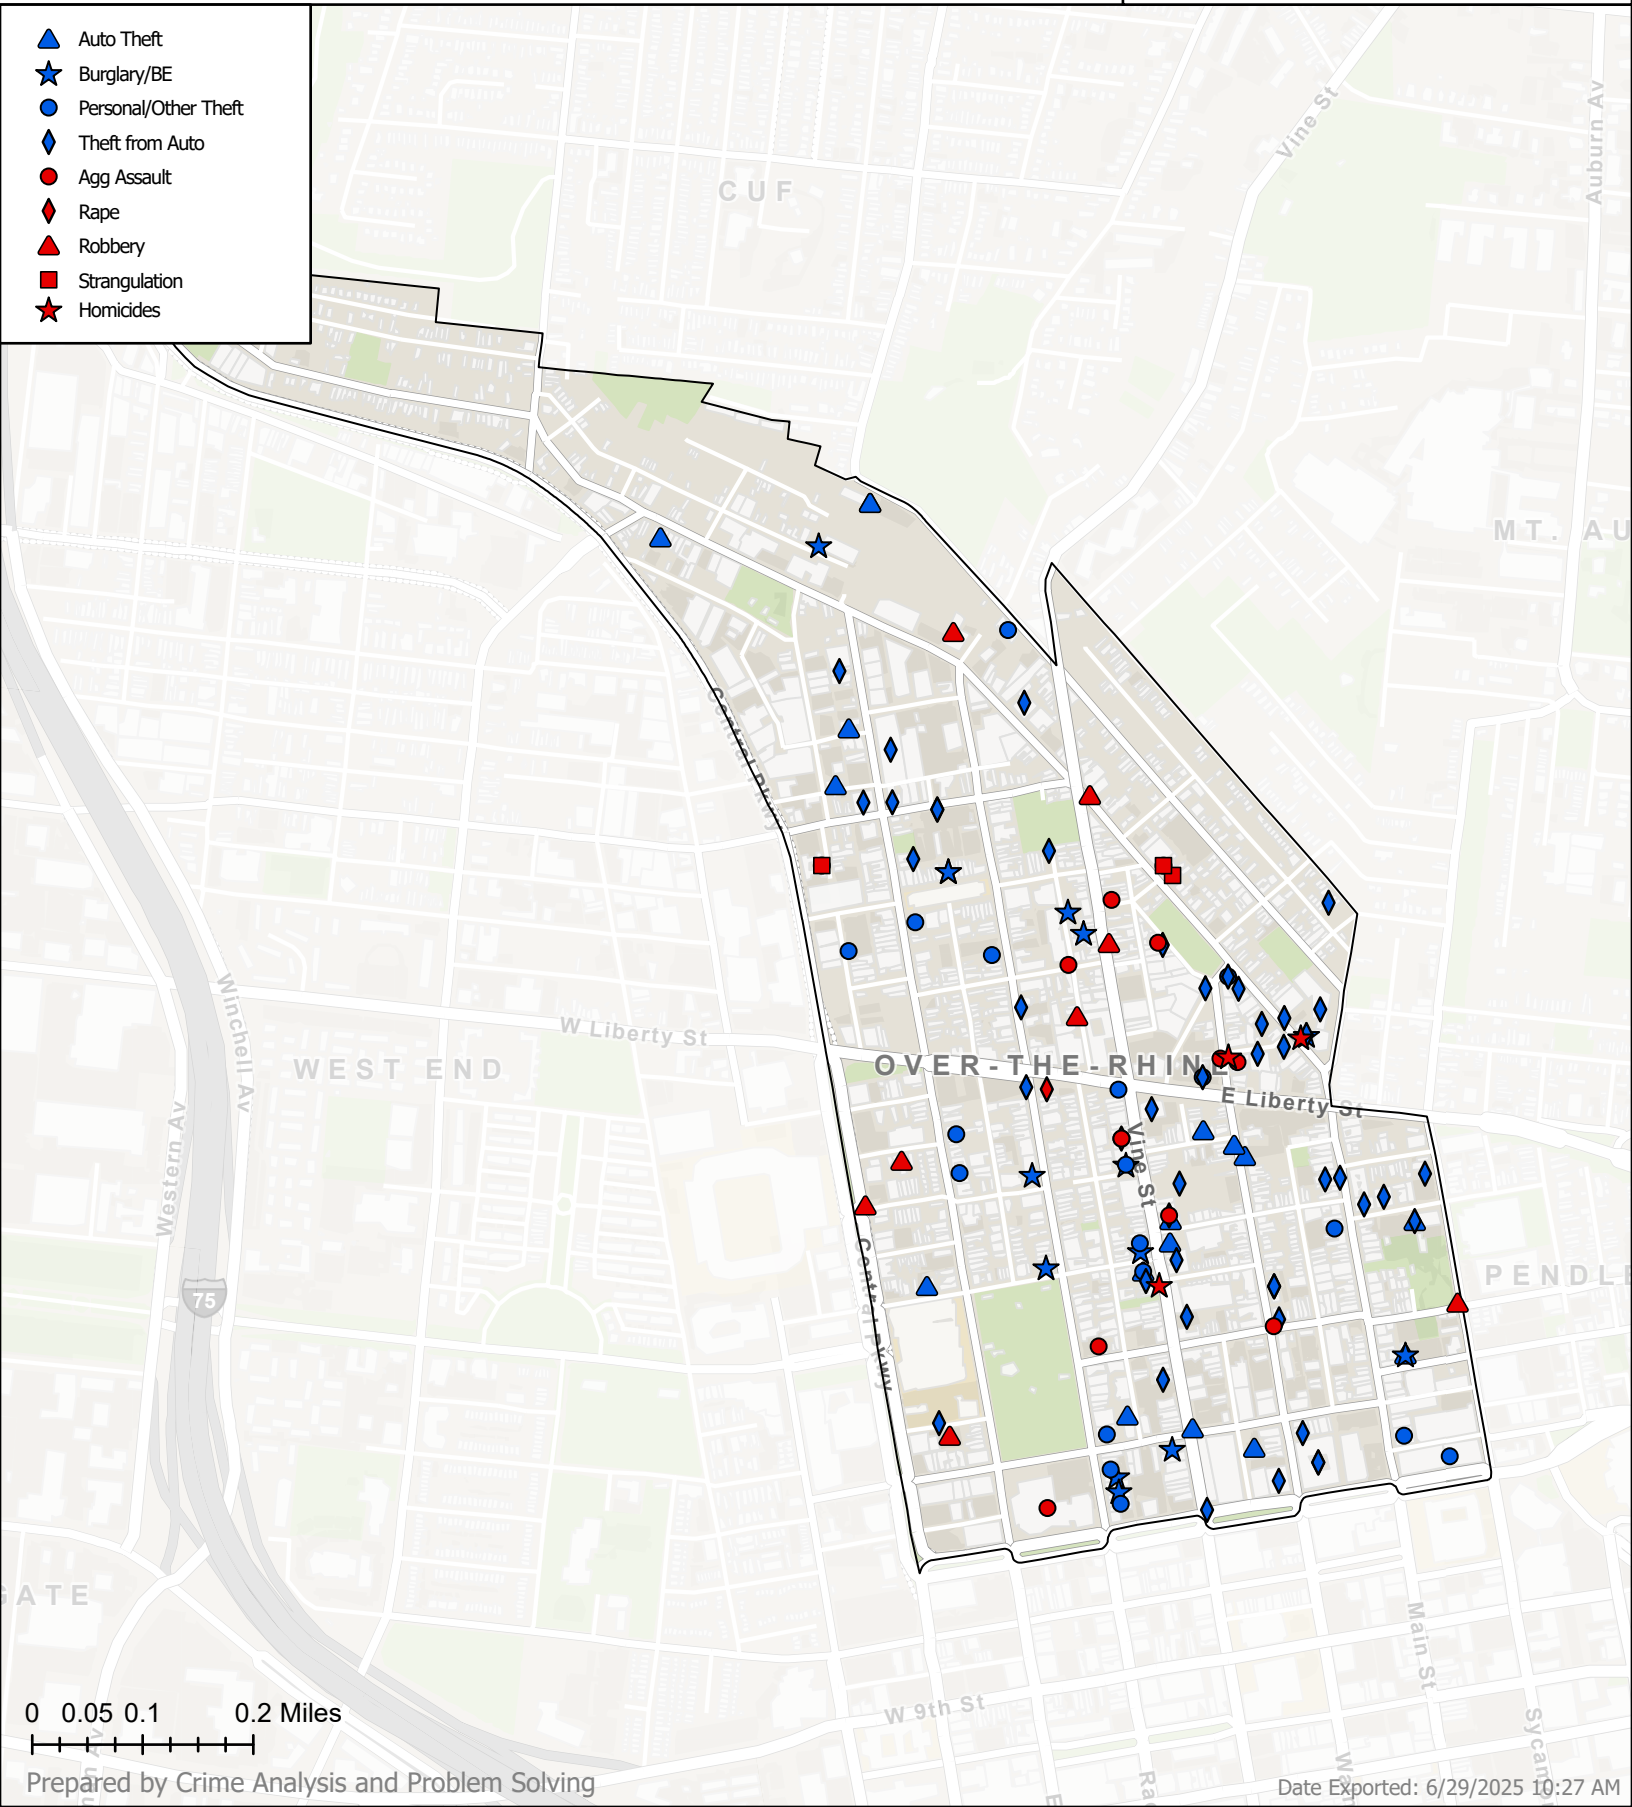 Auto Theft
Burglary/BE
Personal/Other Theft
Theft from Auto
Agg Assault
Rape
Robbery
Strangulation
Homicides
Vine St
Auburn Av
CUF
MT. AU
Central Pkwy
Winchell Av
W Liberty St
WEST END
OVER-THE-RHINE
E Liberty St
Western Av
Vine St
Central Pkwy
75
PENDLE
GATE
Main St
W 9th St
Sycamo
0 0.05 0.1 0.2 Miles
Prepared by Crime Analysis and Problem Solving
Date Exported: 6/29/2025 10:27 AM